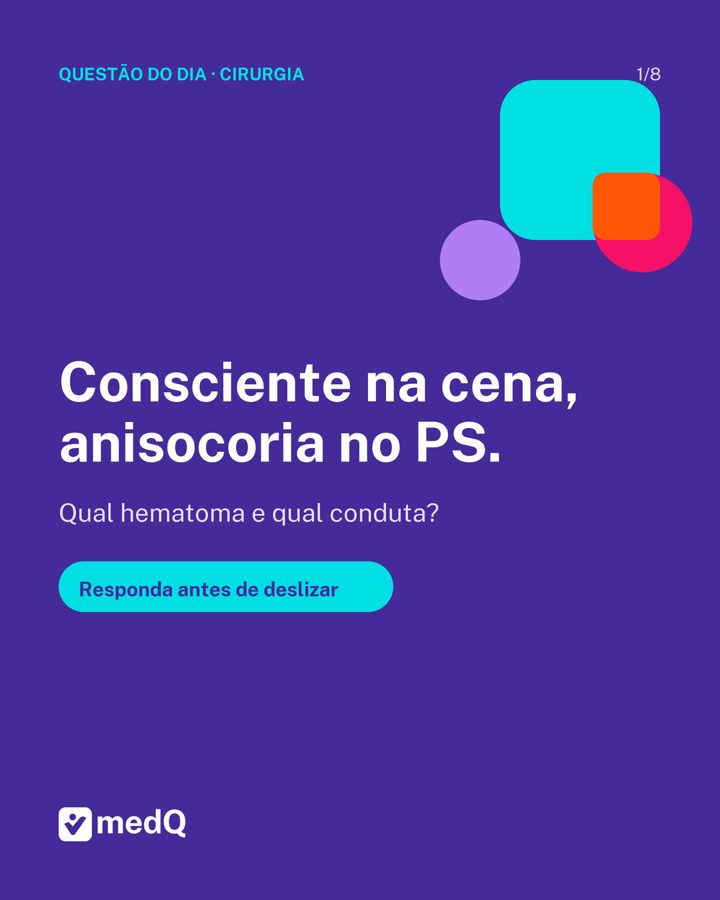 QUESTÃO DO DIA · CIRURGIA
1/8
Consciente na cena,
anisocoria no PS.
Qual hematoma e qual conduta?
Responda antes de deslizar
medQ